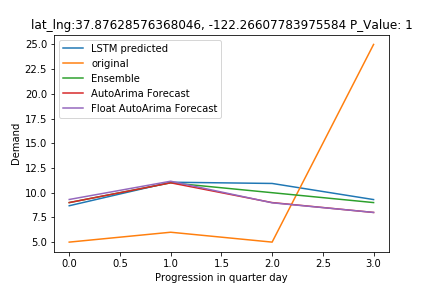 lat_lng:37.87628576368046, -122.26607783975584 P_Value: 1
25.0
22.5
20.0
17.5
15.0
12.5
10.0
7.5
5.0
Demand
LSTM predicted
original
Ensemble
AutoArima Forecast
Float AutoArima Forecast
0.0 0.5 1.0 1.5 2.0 2.5 3.0
Progression in quarter day